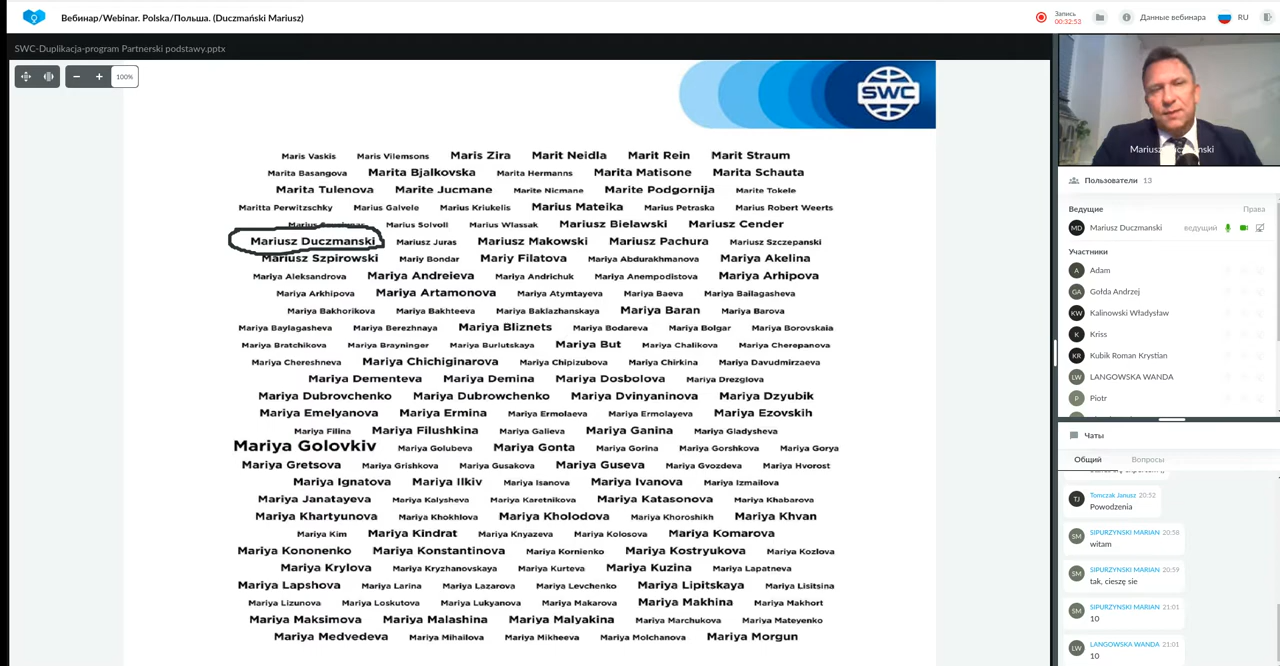 Вебинар/Webinar. Polska/Польша. (Duczmański Mariusz)
Запись
00:32:53
Данные вебинара
RU
SWC-Duplikacja-program Partnerski podstawy.pptx
100%
SWC
Maris Vaskis Maris Vilemsons Maris Zira Marit Neidla Marit Rein Marit Straum
Marita Basangova Marita Bjalkovska Marita Hermanns Marita Matisone Marita Schauta
Marita Tulenova Marite Jucmane Marite Nicmane Marite Podgornija Marite Tokele
Maritta Perwitzschky Marius Galvele Marius Kriukelis Marius Mateika Marius Petraska Marius Robert Weerts
Marius Solvoll Marius Wlassak Mariusz Bielawski Mariusz Cender
Mariusz Duczmanski Mariusz Juras Mariusz Makowski Mariusz Pachura Mariusz Szczepanski
Mariusz Szpirowski Mariy Bondar Mariy Filatova Mariya Abdurakhmanova Mariya Akelina
Mariya Aleksandrova Mariya Andreieva Mariya Andrichuk Mariya Anempodistova Mariya Arhipova
Mariya Arkhipova Mariya Artamonova Mariya Atymtayeva Mariya Baeva Mariya Bailagasheva
Mariya Bakhorikova Mariya Bakhteeva Mariya Baklazhanskaya Mariya Baran Mariya Barova
Mariya Baylagasheva Mariya Berezhnaya Mariya Bliznets Mariya Bodareva Mariya Bolgar Mariya Borovskaia
Mariya Bratchikova Mariya Brayninger Mariya Burlutskaya Mariya But Mariya Chalikova Mariya Cherepanova
Mariya Chereshneva Mariya Chichiginarova Mariya Chipizubova Mariya Chirkina Mariya Davudmirzaeva
Mariya Dementeva Mariya Demina Mariya Dosbolova Mariya Drezglova
Mariya Dubrovchenko Mariya Dubrowchenko Mariya Dvinyaninova Mariya Dzyubik
Mariya Emelyanova Mariya Ermina Mariya Ermolaeva Mariya Ermolayeva Mariya Ezovskih
Mariya Filina Mariya Filushkina Mariya Galieva Mariya Ganina Mariya Gladysheva
Mariya Golovkiv Mariya Golubeva Mariya Gonta Mariya Gorina Mariya Gorshkova Mariya Gorya
Mariya Gretsova Mariya Grishkova Mariya Gusakova Mariya Guseva Mariya Gvozdeva Mariya Hvorost
Mariya Ignatova Mariya Ilkiv Mariya Isanova Mariya Ivanova Mariya Izmailova
Mariya Janatayeva Mariya Kalysheva Mariya Karetnikova Mariya Katasonova Mariya Khabarova
Mariya Khartyunova Mariya Khokhlova Mariya Kholodova Mariya Khoroshikh Mariya Khvan
Mariya Kim Mariya Kindrat Mariya Knyazeva Mariya Kolosova Mariya Komarova
Mariya Kononenko Mariya Konstantinova Mariya Kornienko Mariya Kostryukova Mariya Kozlova
Mariya Krylova Mariya Kryzhanovskaya Mariya Kurteva Mariya Kuzina Mariya Lapatneva
Mariya Lapshova Mariya Larina Mariya Lazarova Mariya Levchenko Mariya Lipitskaya Mariya Lisitsina
Mariya Lizunova Mariya Loskutova Mariya Lukyanova Mariya Makarova Mariya Makhina Mariya Makhort
Mariya Maksimova Mariya Malashina Mariya Malyakina Mariya Marchukova Mariya Mateyenko
Mariya Medvedeva Mariya Mihailova Mariya Mikheeva Mariya Molchanova Mariya Morgun
Пользователи 13
Ведущие Права
MD Mariusz Duczmanski ведущий
Участники
A Adam
GA Gołda Andrzej
KW Kalinowski Władysław
K Kriss
KR Kubik Roman Krystian
LW LANGOWSKA WANDA
P Piotr
Чаты
Общий Вопросы
TJ Tomczak Janusz 20:52
Powodzenia
SM SIPURZYNSKI MARIAN 20:58
witam
SM SIPURZYNSKI MARIAN 20:59
tak, ciesze sie
SM SIPURZYNSKI MARIAN 21:01
10
LW LANGOWSKA WANDA 21:01
10